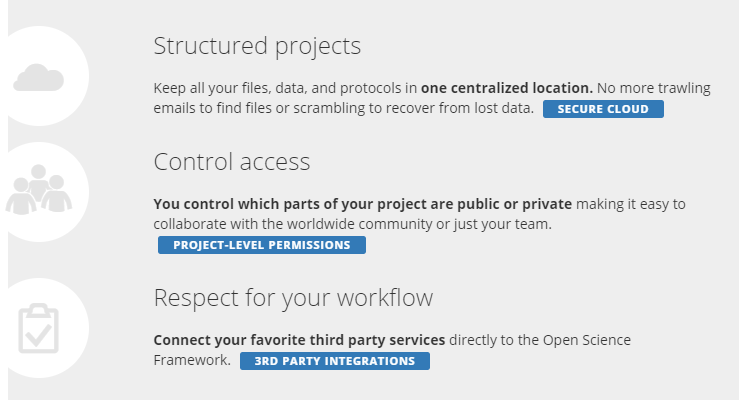 Structured projects
Keep all your files, data, and protocols in one centralized location. No more trawling
emails to find files or scrambling to recover from lost data. SECURE CLOUD
Control access
You control which parts of your project are public or private making it easy to
collaborate with the worldwide community or just your team.
PROJECT-LEVEL PERMISSIONS
Respect for your workflow
Connect your favorite third party services directly to the Open Science
Framework. 3RD PARTY INTEGRATIONS